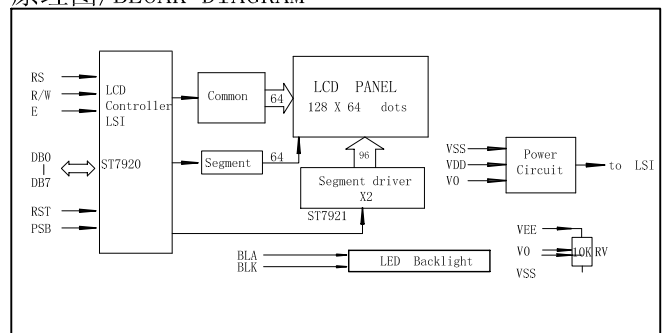 原理图/BLCAK DIAGRAM
RS
R/W
E
DB0
DB7
RST
PSB
LCD
Controller
LSI
ST7920
Common
64
Segment
64
LCD PANEL
128 X 64 dots
96
Segment driver
X2
ST7921
BLA
BLK
LED Backlight
VSS
VDD
V0
Power
Circuit
to LSI
VEE
V0
10K RV
VSS